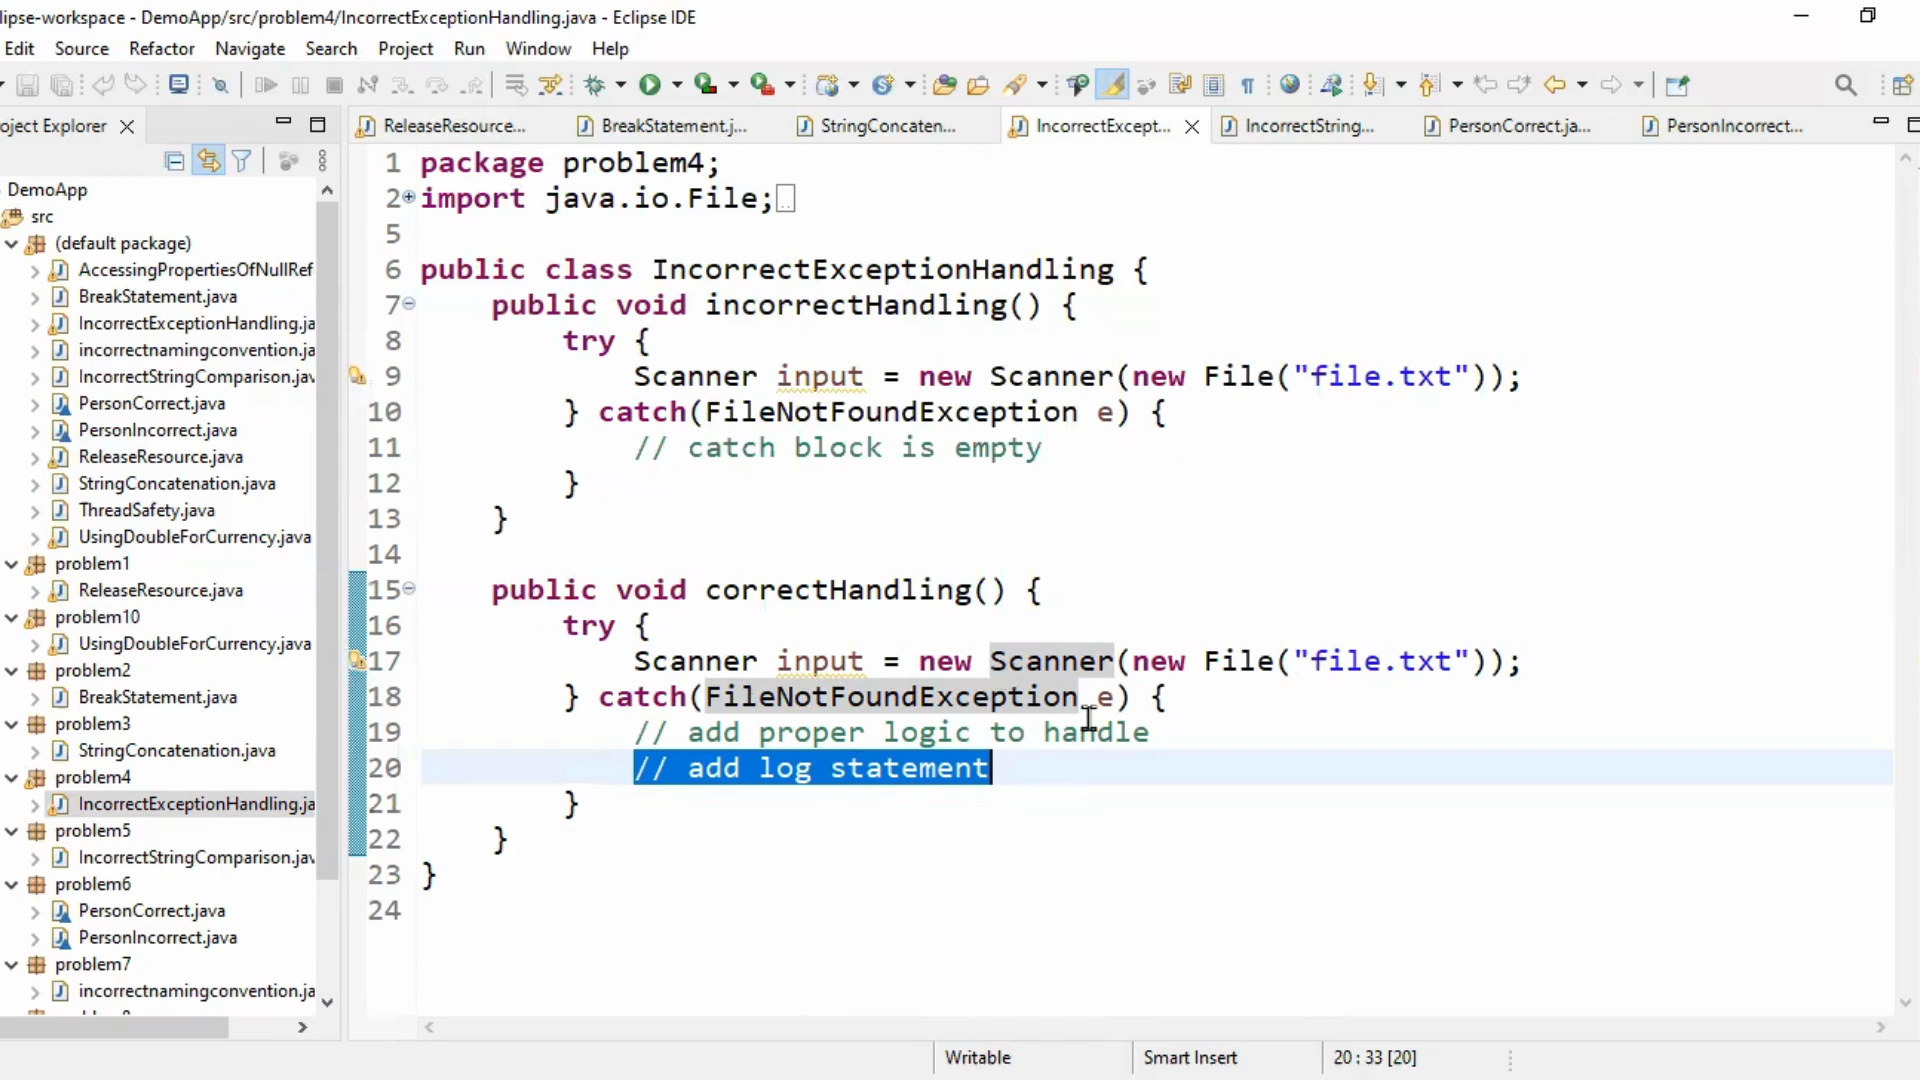 lipse-workspace - DemoApp/src/problem4/IncorrectExceptionHandling.java - Eclipse IDE
Edit Source Refactor Navigate Search Project Run Window Help
oject Explorer
ReleaseResource... BreakStatement.j... StringConcaten... IncorrectExcept... IncorrectString... PersonCorrect.ja... PersonIncorrect...
DemoApp
src
(default package)
AccessingPropertiesOfNullRef
BreakStatement.java
IncorrectExceptionHandling.ja
incorrectnamingconvention.ja
IncorrectStringComparison.jav
PersonCorrect.java
PersonIncorrect.java
ReleaseResource.java
StringConcatenation.java
ThreadSafety.java
UsingDoubleForCurrency.java
problem1
ReleaseResource.java
problem10
UsingDoubleForCurrency.java
problem2
BreakStatement.java
problem3
StringConcatenation.java
problem4
IncorrectExceptionHandling.ja
problem5
IncorrectStringComparison.jav
problem6
PersonCorrect.java
PersonIncorrect.java
problem7
incorrectnamingconvention.ja
1 package problem4;
2 import java.io.File;
5
6 public class IncorrectExceptionHandling {
7 public void incorrectHandling() {
8 try {
9 Scanner input = new Scanner(new File("file.txt"));
10 } catch(FileNotFoundException e) {
11 // catch block is empty
12 }
13 }
14
15 public void correctHandling() {
16 try {
17 Scanner input = new Scanner(new File("file.txt"));
18 } catch(FileNotFoundException e) {
19 // add proper logic to handle
20 // add log statement
21 }
22 }
23 }
24
Writable Smart Insert 20 : 33 [20]